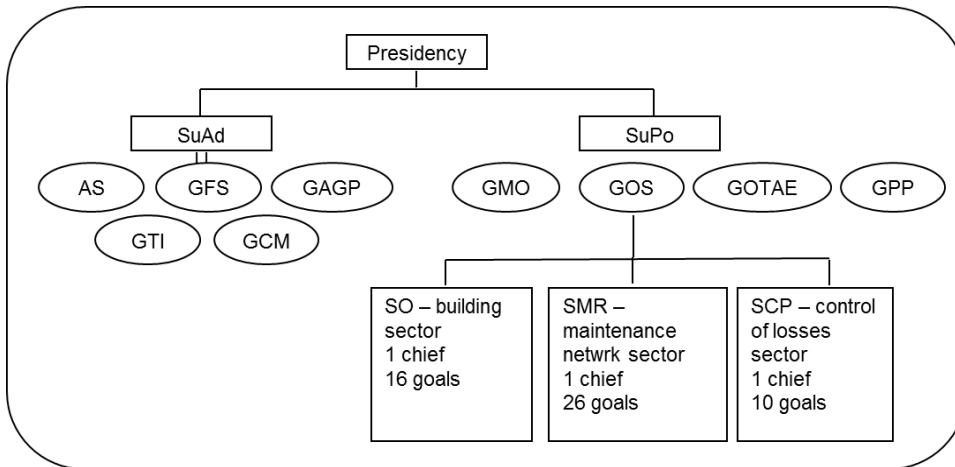 Presidency
SuAd
SuPo
AS
GFS
GAGP
GMO
GOS
GOTAE
GPP
GTI
GCM
SO – building
sector
1 chief
16 goals
SMR –
maintenance
netwrk sector
1 chief
26 goals
SCP – control
of losses
sector
1 chief
10 goals